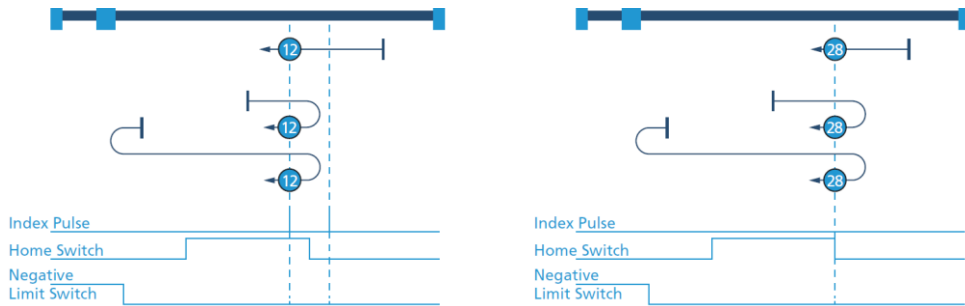 12
12
12
Index Pulse
Home Switch
Negative
Limit Switch
28
28
28
Index Pulse
Home Switch
Negative
Limit Switch